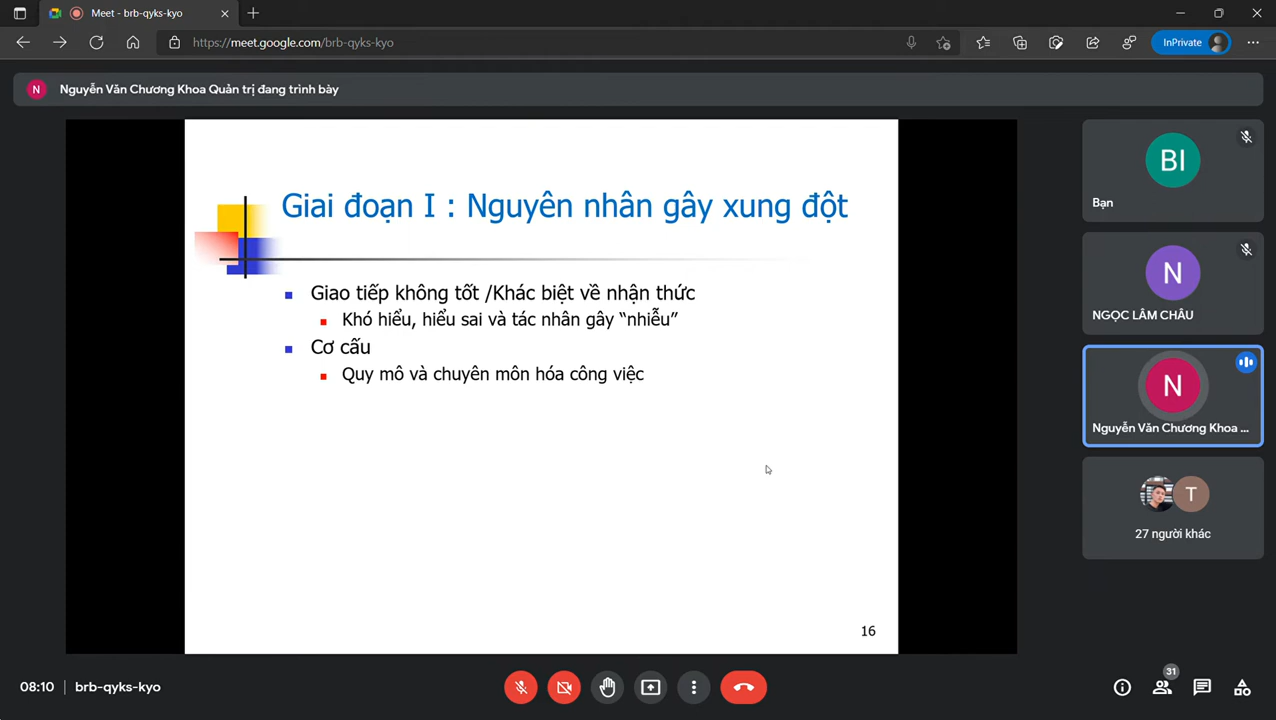 Meet - brb-qyks-kyo
https://meet.google.com/brb-qyks-kyo
InPrivate
N
Nguyễn Văn Chương Khoa Quản trị đang trình bày
Giai đoạn I : Nguyên nhân gây xung đột
Giao tiếp không tốt /Khác biệt về nhận thức
Khó hiểu, hiểu sai và tác nhân gây “nhiễu”
Cơ cấu
Quy mô và chuyên môn hóa công việc
16
BI
Bạn
N
NGỌC LÂM CHÂU
N
Nguyễn Văn Chương Khoa ...
T
27 người khác
08:10 | brb-qyks-kyo
31